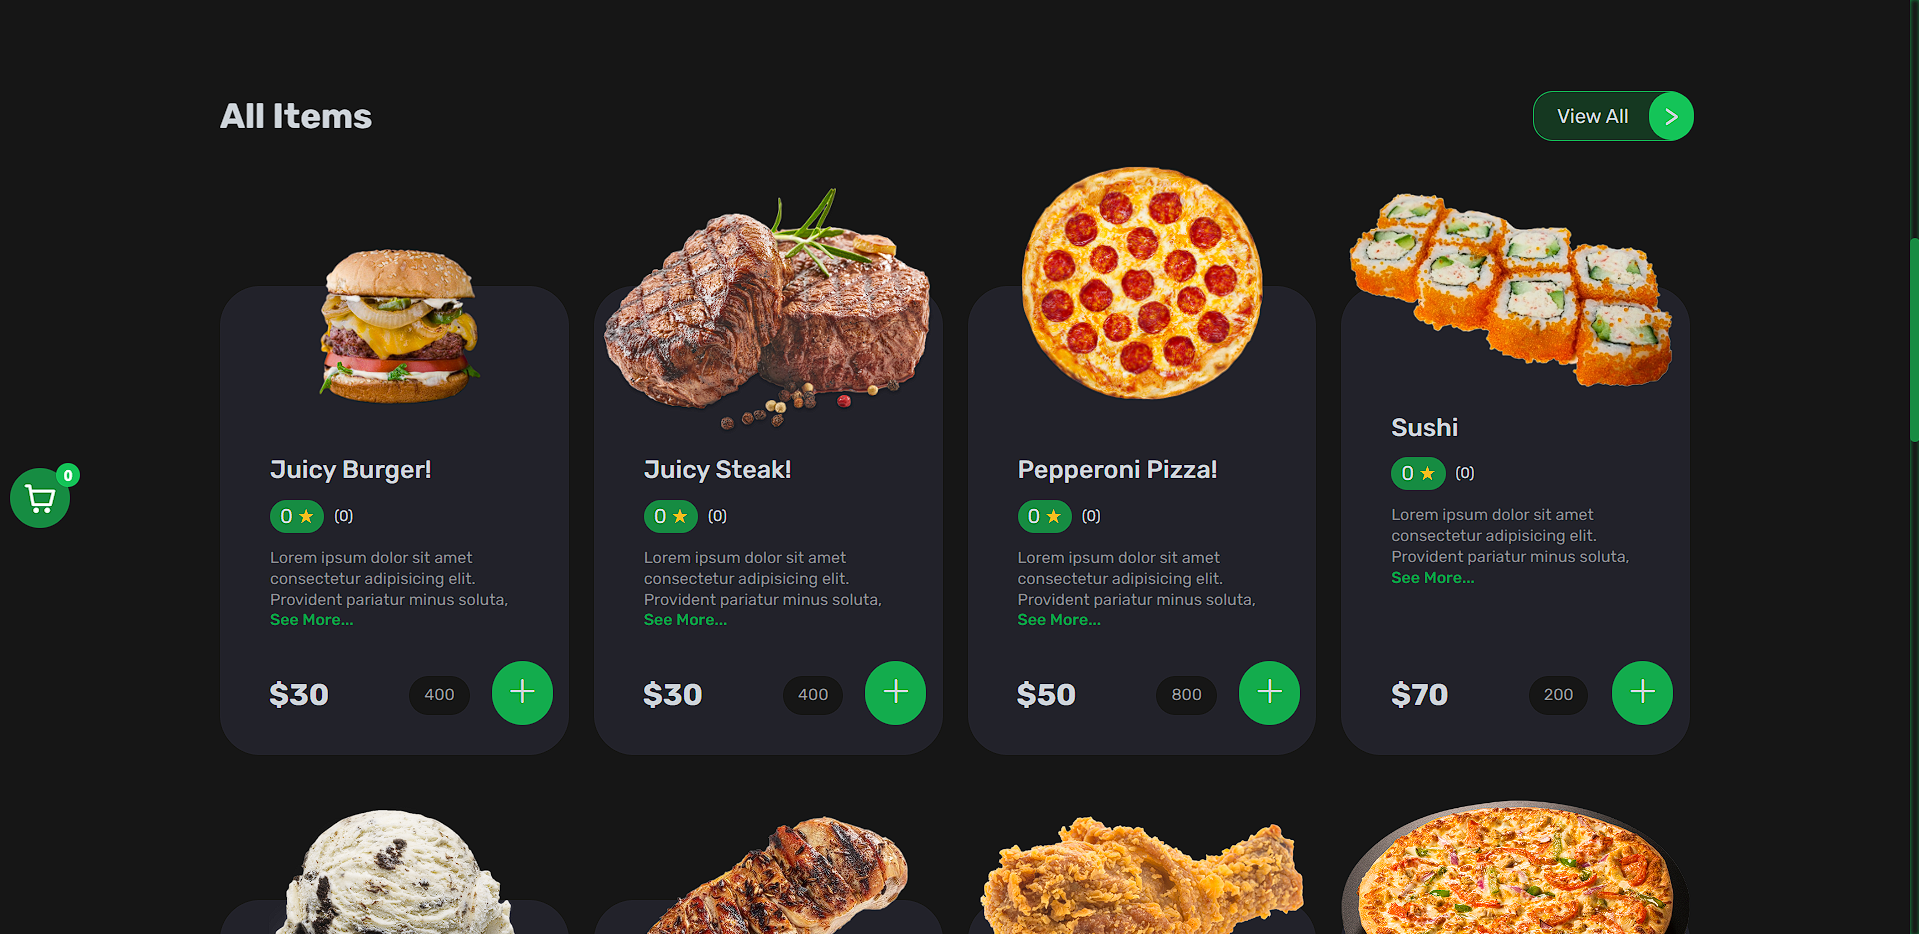 All Items
View All
0
Juicy Burger!
0 ★ (0)
Lorem ipsum dolor sit amet
consectetur adipisicing elit.
Provident pariatur minus soluta,
See More...
$30
400
Juicy Steak!
0 ★ (0)
Lorem ipsum dolor sit amet
consectetur adipisicing elit.
Provident pariatur minus soluta,
See More...
$30
400
Pepperoni Pizza!
0 ★ (0)
Lorem ipsum dolor sit amet
consectetur adipisicing elit.
Provident pariatur minus soluta,
See More...
$50
800
Sushi
0 ★ (0)
Lorem ipsum dolor sit amet
consectetur adipisicing elit.
Provident pariatur minus soluta,
See More...
$70
200